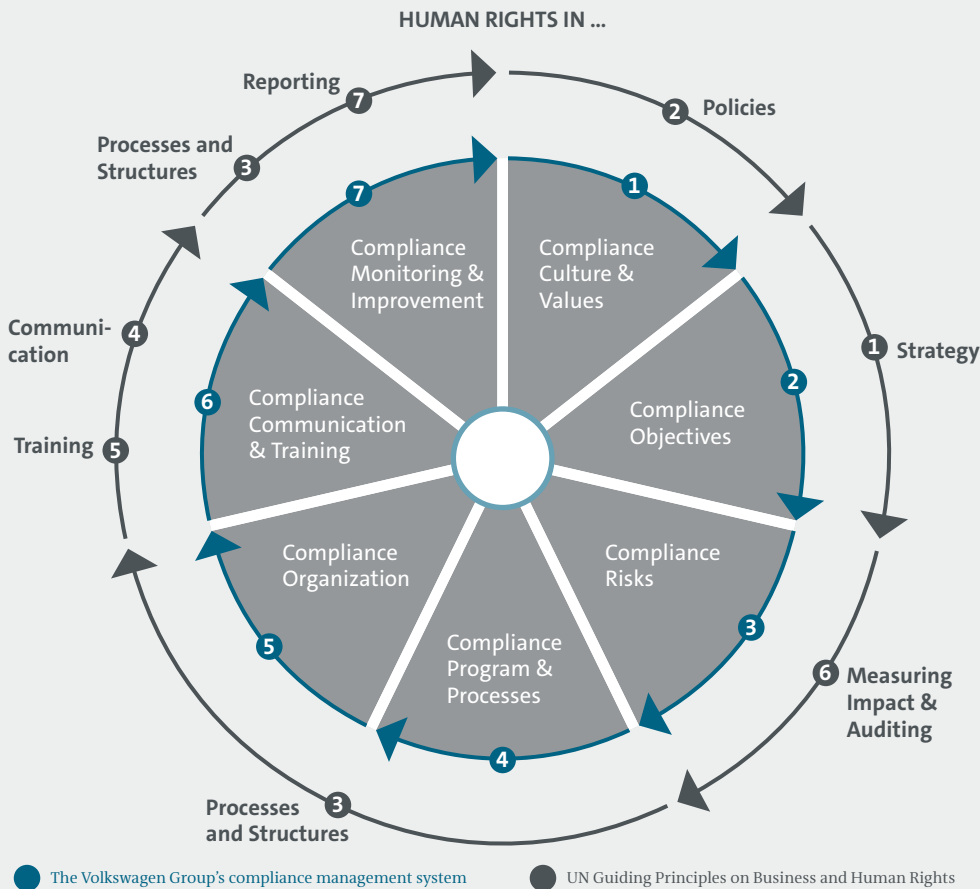 HUMAN RIGHTS IN ...
Reporting
7
2
Policies
Processes and
Structures
3
7
1
Compliance
Monitoring &
Improvement
Compliance
Culture &
Values
Communi-
cation
4
1
Strategy
6
2
Compliance
Communication
& Training
Compliance
Objectives
Training
5
Compliance
Organization
Compliance
Risks
5
3
Compliance
Program &
Processes
6
Measuring
Impact &
Auditing
4
Processes
and Structures
3
The Volkswagen Group's compliance management system
UN Guiding Principles on Business and Human Rights